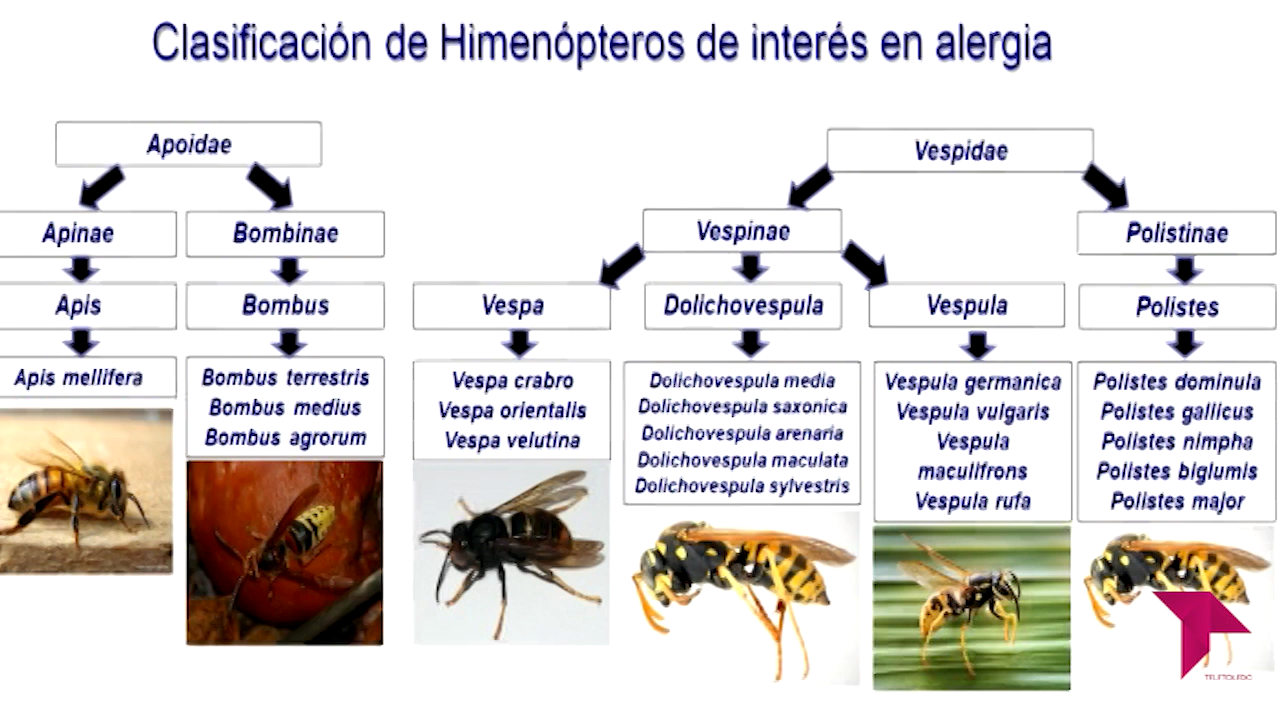 Clasificación de Himenópteros de interés en alergia
Apoidae
Vespidae
Apinae
Bombinae
Vespinae
Polistinae
Apis
Bombus
Vespa
Dolichovespula
Vespula
Polistes
Apis mellifera
Bombus terrestris
Bombus medius
Bombus agrorum
Vespa crabro
Vespa orientalis
Vespa velutina
Dolichovespula media
Dolichovespula saxonica
Dolichovespula arenaria
Dolichovespula maculata
Dolichovespula sylvestris
Vespula germanica
Vespula vulgaris
Vespula
maculifrons
Vespula rufa
Polistes dominula
Polistes gallicus
Polistes nimpha
Polistes biglumis
Polistes major
TELETOLEDO